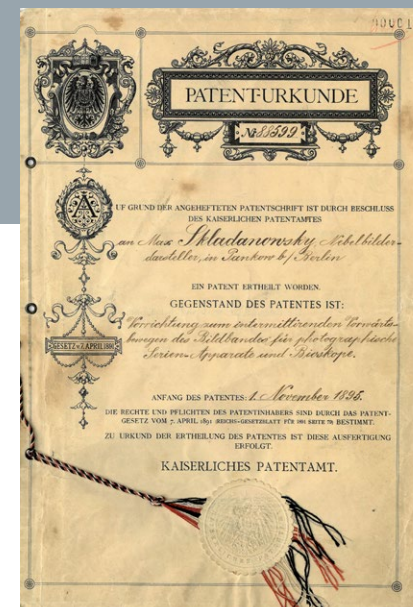 PATENT-URKUNDE
№ 88599
AUF GRUND DER ANGEHEFTETEN PATENTSCHRIFT IST DURCH BESCHLUSS
DES KAISERLICHEN PATENTAMTES
an Max Skladanowsky, Nebelbilder-
darsteller, in Pankow b/ Berlin
EIN PATENT ERTHEILT WORDEN.
GEGENSTAND DES PATENTES IST:
"Vorrichtung zum intermittirenden Vorwärts-
bewegen des Bildbandes für photographische
Serien-Apparate und Bioskope.
GESETZ v. 7. APRIL 1891
ANFANG DES PATENTES: 1. November 1895.
DIE RECHTE UND PFLICHTEN DES PATENTINHABERS SIND DURCH DAS PATENT-
GESETZ VOM 7. APRIL 1891 (REICHS-GESETZBLATT FÜR 1891 SEITE 79) BESTIMMT.
ZU URKUND DER ERTHEILUNG DES PATENTES IST DIESE AUSFERTIGUNG
ERFOLGT.
KAISERLICHES PATENTAMT.